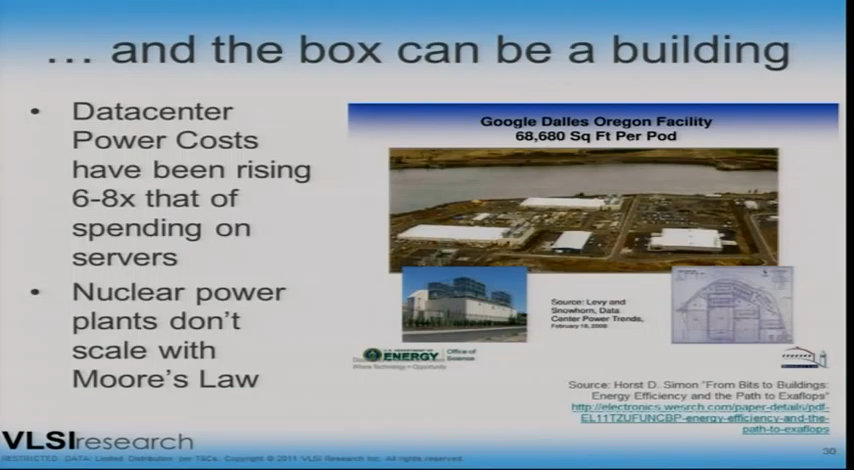 ... and the box can be a building
• Datacenter
Power Costs
have been rising
6-8x that of
spending on
servers
• Nuclear power
plants don't
scale with
Moore's Law
Google Dalles Oregon Facility
68,680 Sq Ft Per Pod
Source: Levy and
Snowhorn, Data
Center Power Trends,
February 18, 2008
ENERGY
Office of
Science
Where Technology Opportunity
Source: Horst D. Simon "From Bits to Buildings:
Energy Efficiency and the Path to Exaflops"
http://electronics.wesrch.com/paper-details/pdf-
EL11TZUFUNCBP-energy-efficiency-and-the-
path-to-exaflops
VLSIresearch
RESTRICTED DATA: Limited Distribution per T&Cs. Copyright © 2011 VLSI Research Inc. All rights reserved.
30